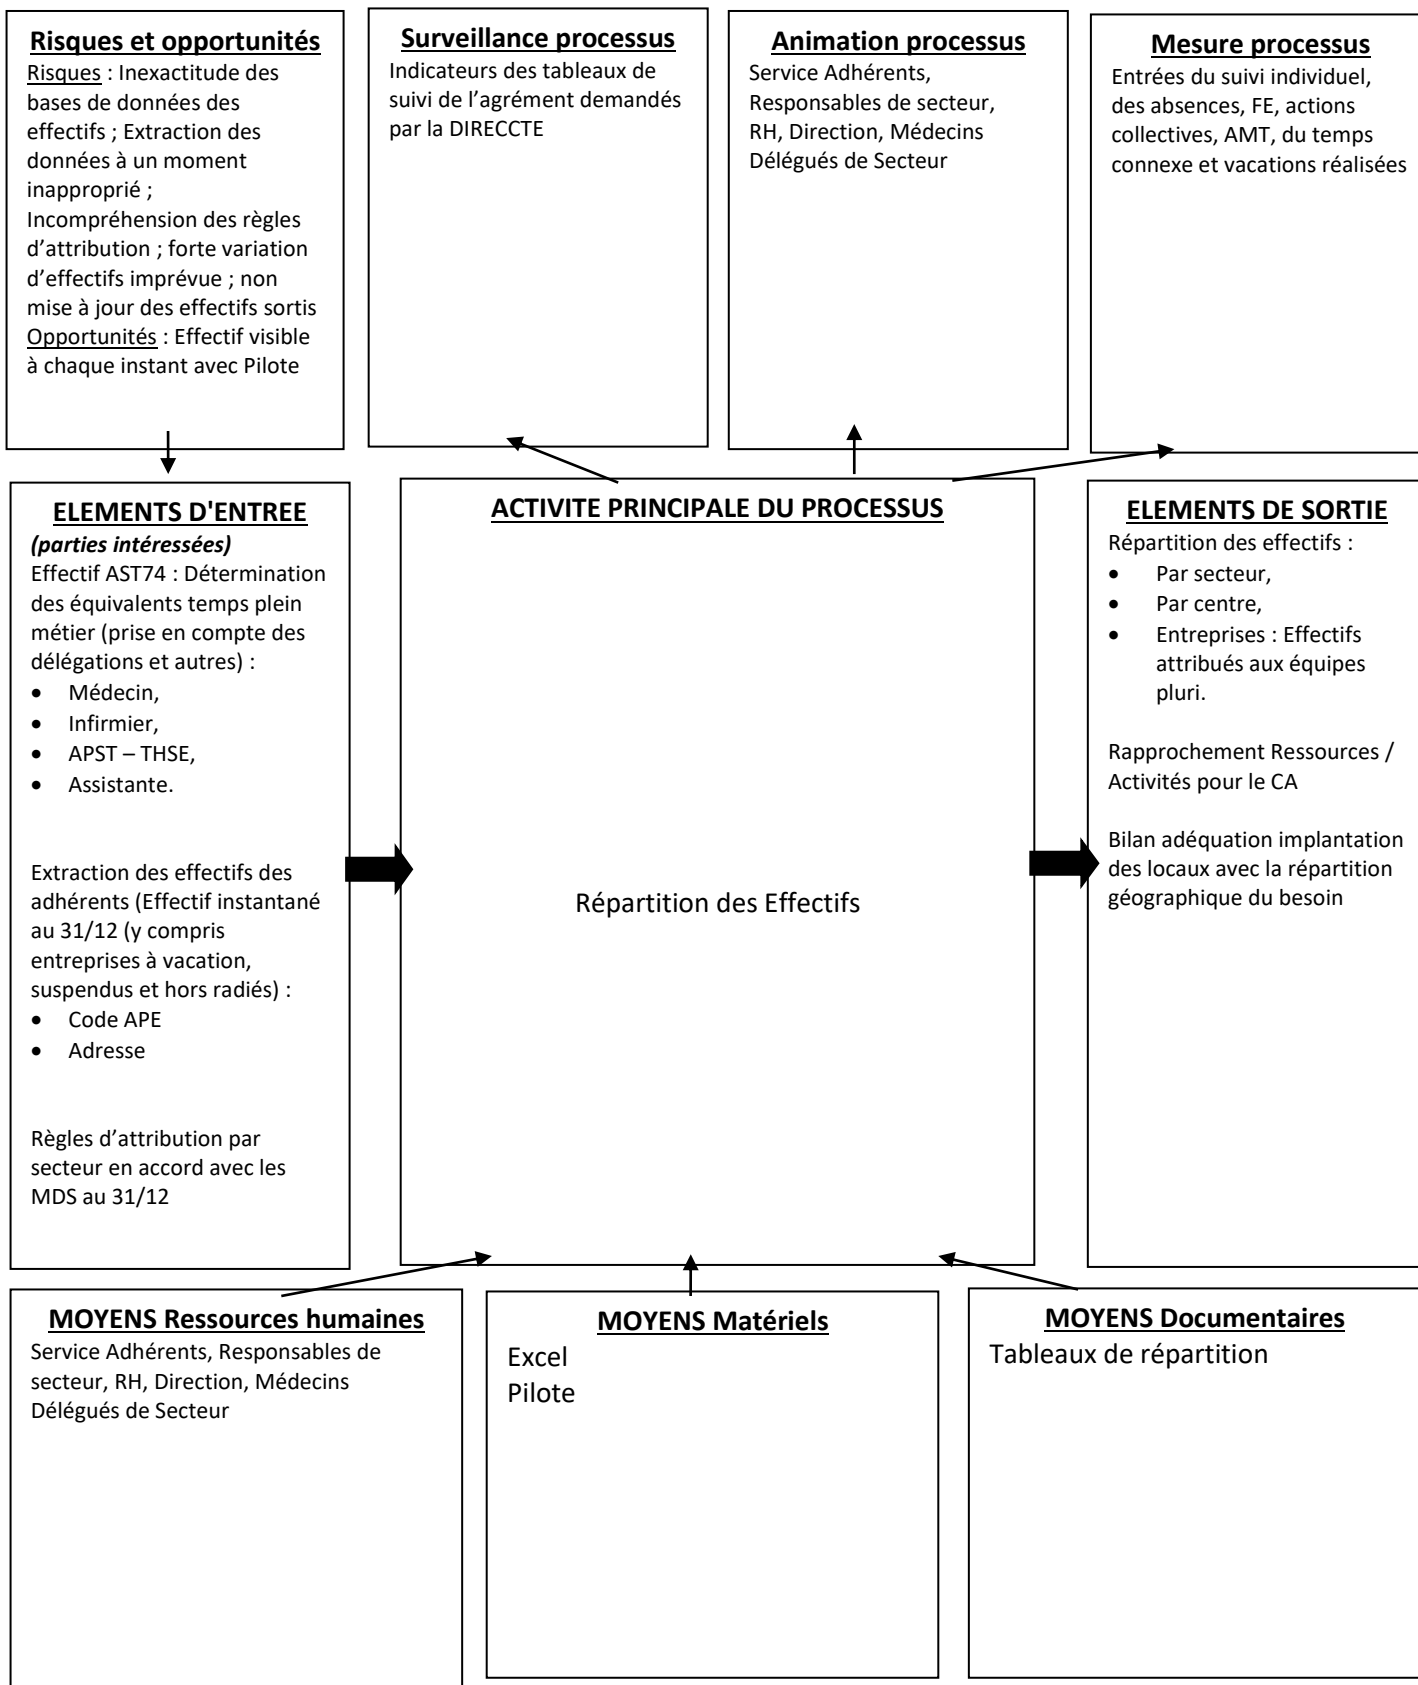 Risques et opportunités
Risques : Inexactitude des
bases de données des
effectifs ; Extraction des
données à un moment
inapproprié ;
Incompréhension des règles
d’attribution ; forte variation
d’effectifs imprévue ; non
mise à jour des effectifs sortis
Opportunités : Effectif visible
à chaque instant avec Pilote
Surveillance processus
Indicateurs des tableaux de
suivi de l’agrément demandés
par la DIRECCTE
Animation processus
Service Adhérents,
Responsables de secteur,
RH, Direction, Médecins
Délégués de Secteur
Mesure processus
Entrées du suivi individuel,
des absences, FE, actions
collectives, AMT, du temps
connexe et vacations réalisées
ELEMENTS D'ENTREE
(parties intéressées)
Effectif AST74 : Détermination
des équivalents temps plein
métier (prise en compte des
délégations et autres) :
• Médecin,
• Infirmier,
• APST – THSE,
• Assistante.
Extraction des effectifs des
adhérents (Effectif instantané
au 31/12 (y compris
entreprises à vacation,
suspendus et hors radiés) :
• Code APE
• Adresse
Règles d’attribution par
secteur en accord avec les
MDS au 31/12
ACTIVITE PRINCIPALE DU PROCESSUS
Répartition des Effectifs
ELEMENTS DE SORTIE
Répartition des effectifs :
• Par secteur,
• Par centre,
• Entreprises : Effectifs
attribués aux équipes
pluri.
Rapprochement Ressources /
Activités pour le CA
Bilan adéquation implantation
des locaux avec la répartition
géographique du besoin
MOYENS Ressources humaines
Service Adhérents, Responsables de
secteur, RH, Direction, Médecins
Délégués de Secteur
MOYENS Matériels
Excel
Pilote
MOYENS Documentaires
Tableaux de répartition